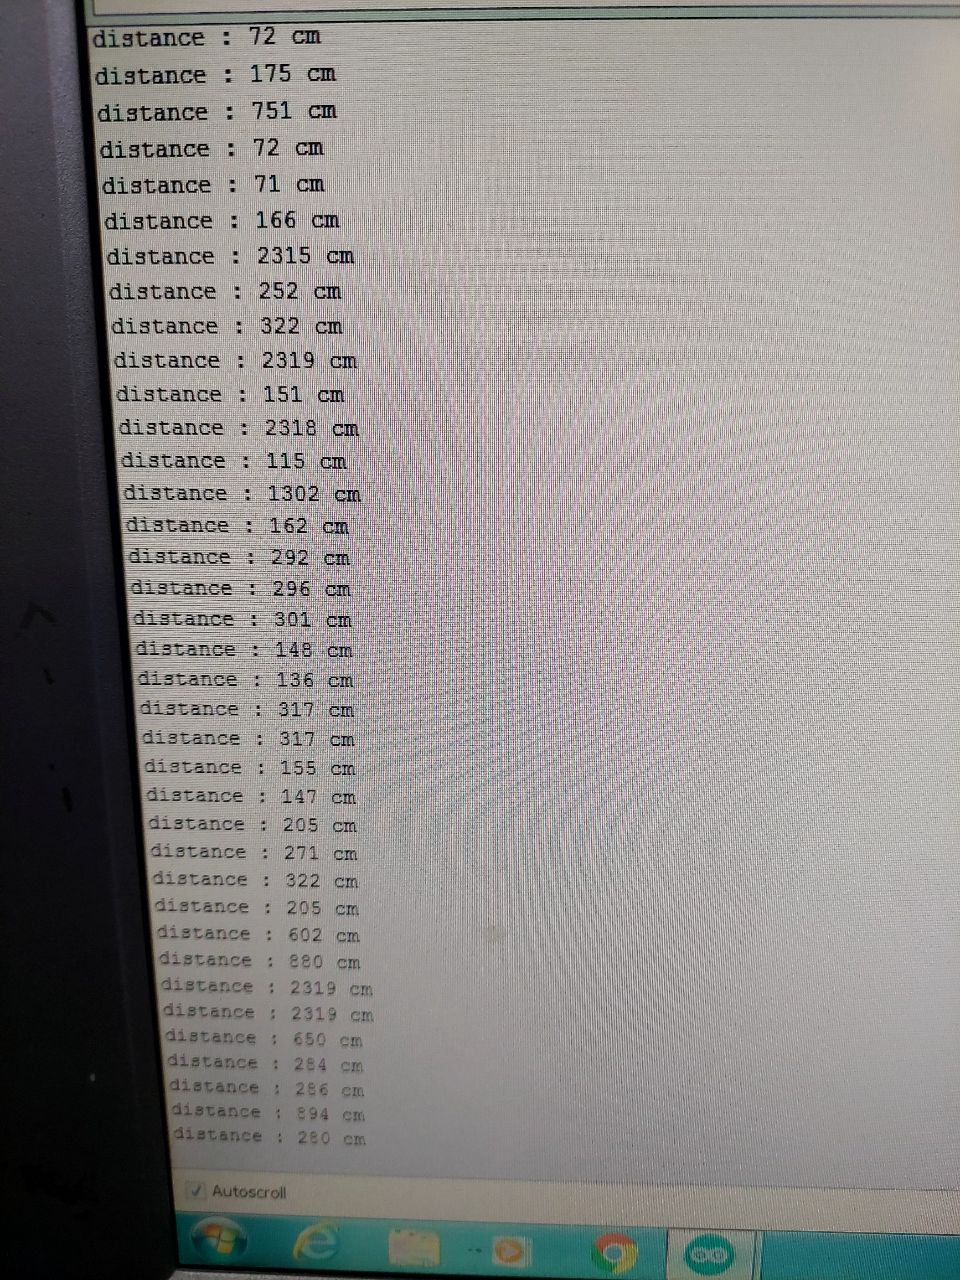 distance : 72 cm
distance : 175 cm
distance : 751 cm
distance : 72 cm
distance : 71 cm
distance : 166 cm
distance : 2315 cm
distance : 252 cm
distance : 322 cm
distance : 2319 cm
distance : 151 cm
distance : 2318 cm
distance : 115 cm
distance : 1302 cm
distance : 162 cm
distance : 292 cm
distance : 296 cm
distance : 301 cm
distance : 148 cm
distance : 136 cm
distance : 317 cm
distance : 317 cm
distance : 155 cm
distance : 147 cm
distance : 205 cm
distance : 271 cm
distance : 322 cm
distance : 205 cm
distance : 602 cm
distance : 880 cm
distance : 2319 cm
distance : 2319 cm
distance : 650 cm
distance : 284 cm
distance : 286 cm
distance : 894 cm
distance : 280 cm
Autoscroll